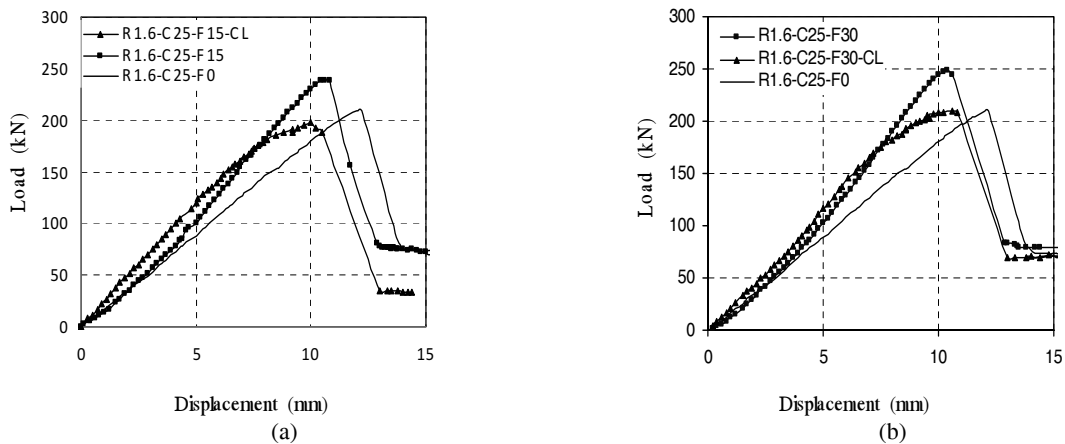 300
250
200
150
100
50
0
Load (kN)
R1.6-C25-F15-CL
R1.6-C25-F15
R1.6-C25-F0
0 5 10 15
Displacement (mm)
(a)
300
250
200
150
100
50
0
Load (kN)
R1.6-C25-F30
R1.6-C25-F30-CL
R1.6-C25-F0
0 5 10 15
Displacement (mm)
(b)